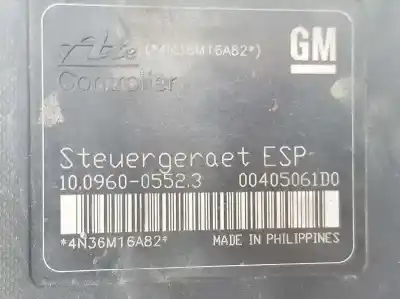 Ate (*4N36M16A82*)
GM
Controller
Steuergeraet ESP
10.0960-0552.3 00405061D0
*4N36M16A82* MADE IN PHILIPPINES